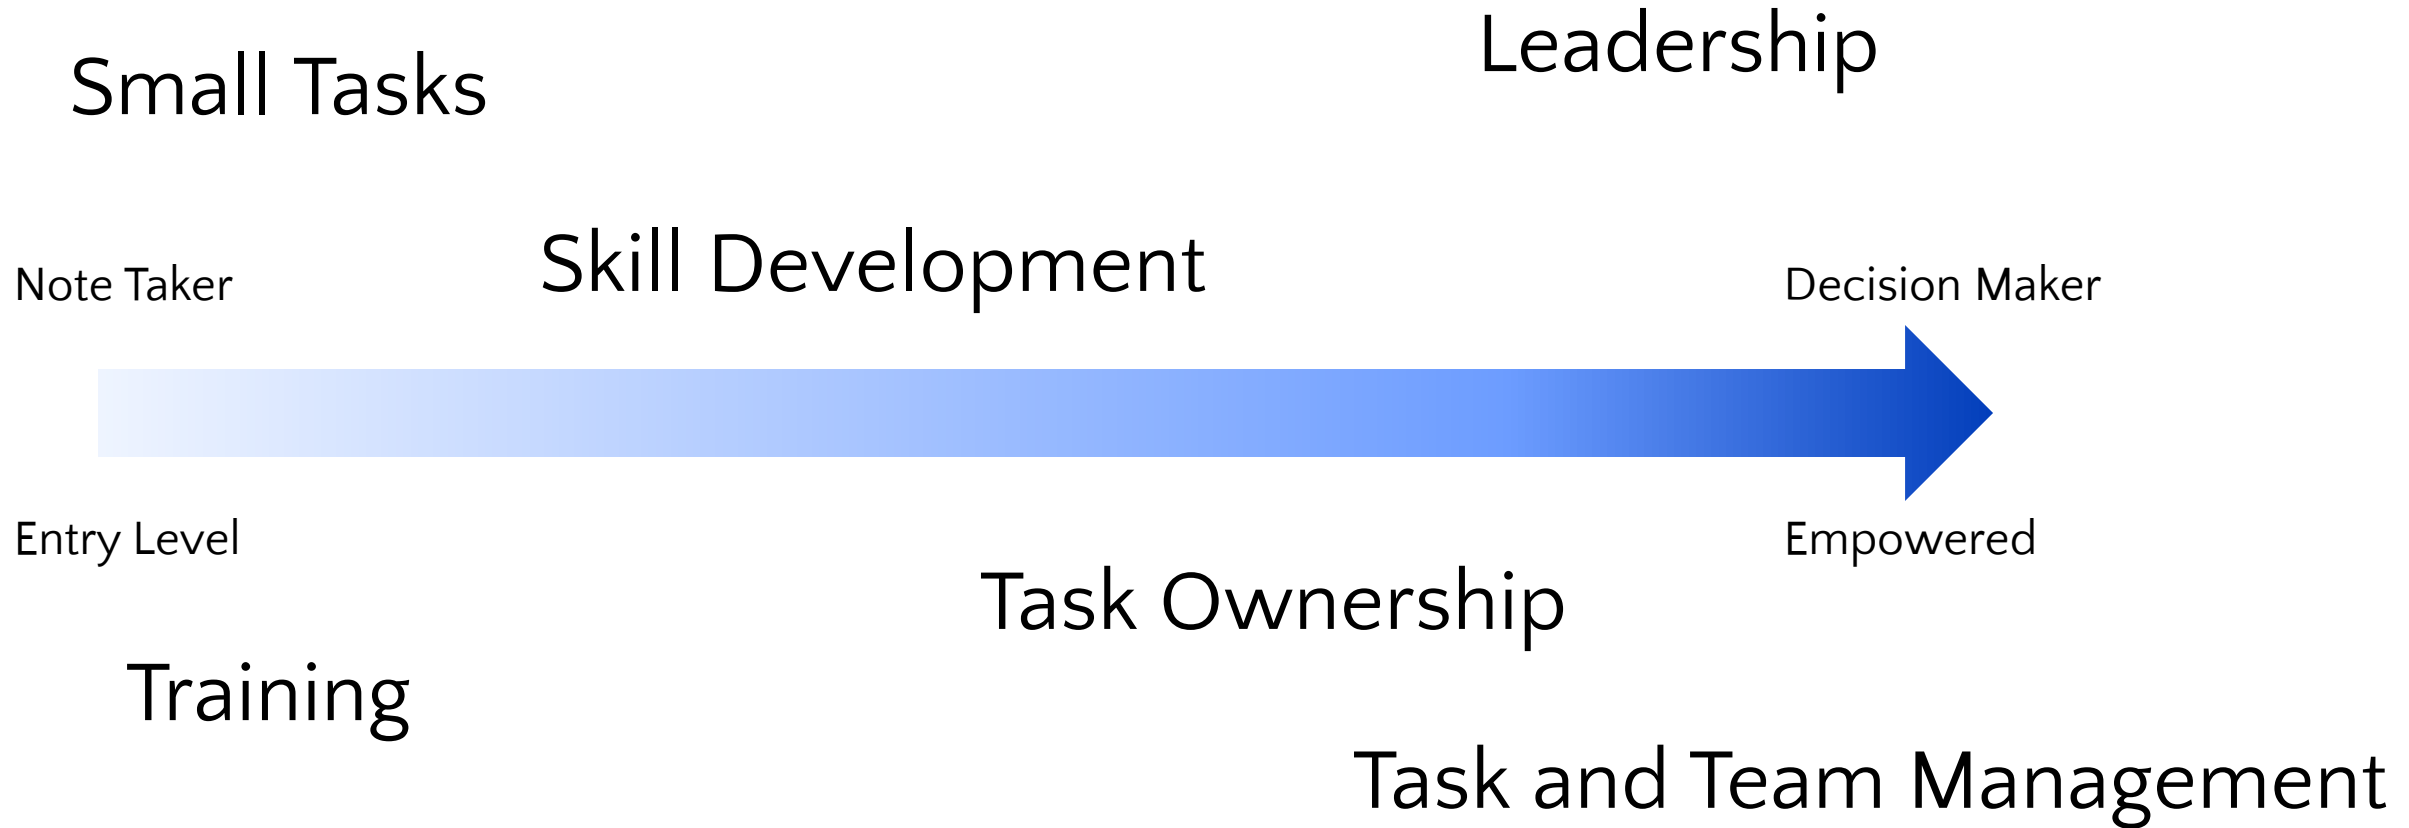 Leadership
Small Tasks
Skill Development
Note Taker
Decision Maker
Entry Level
Empowered
Task Ownership
Training
Task and Team Management